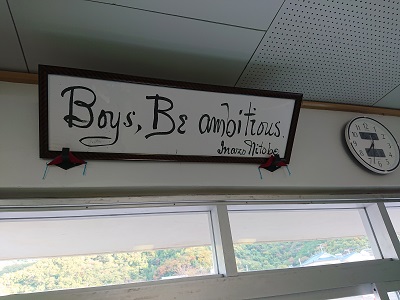 Boys, Be ambitious.
Inazo Nitobe